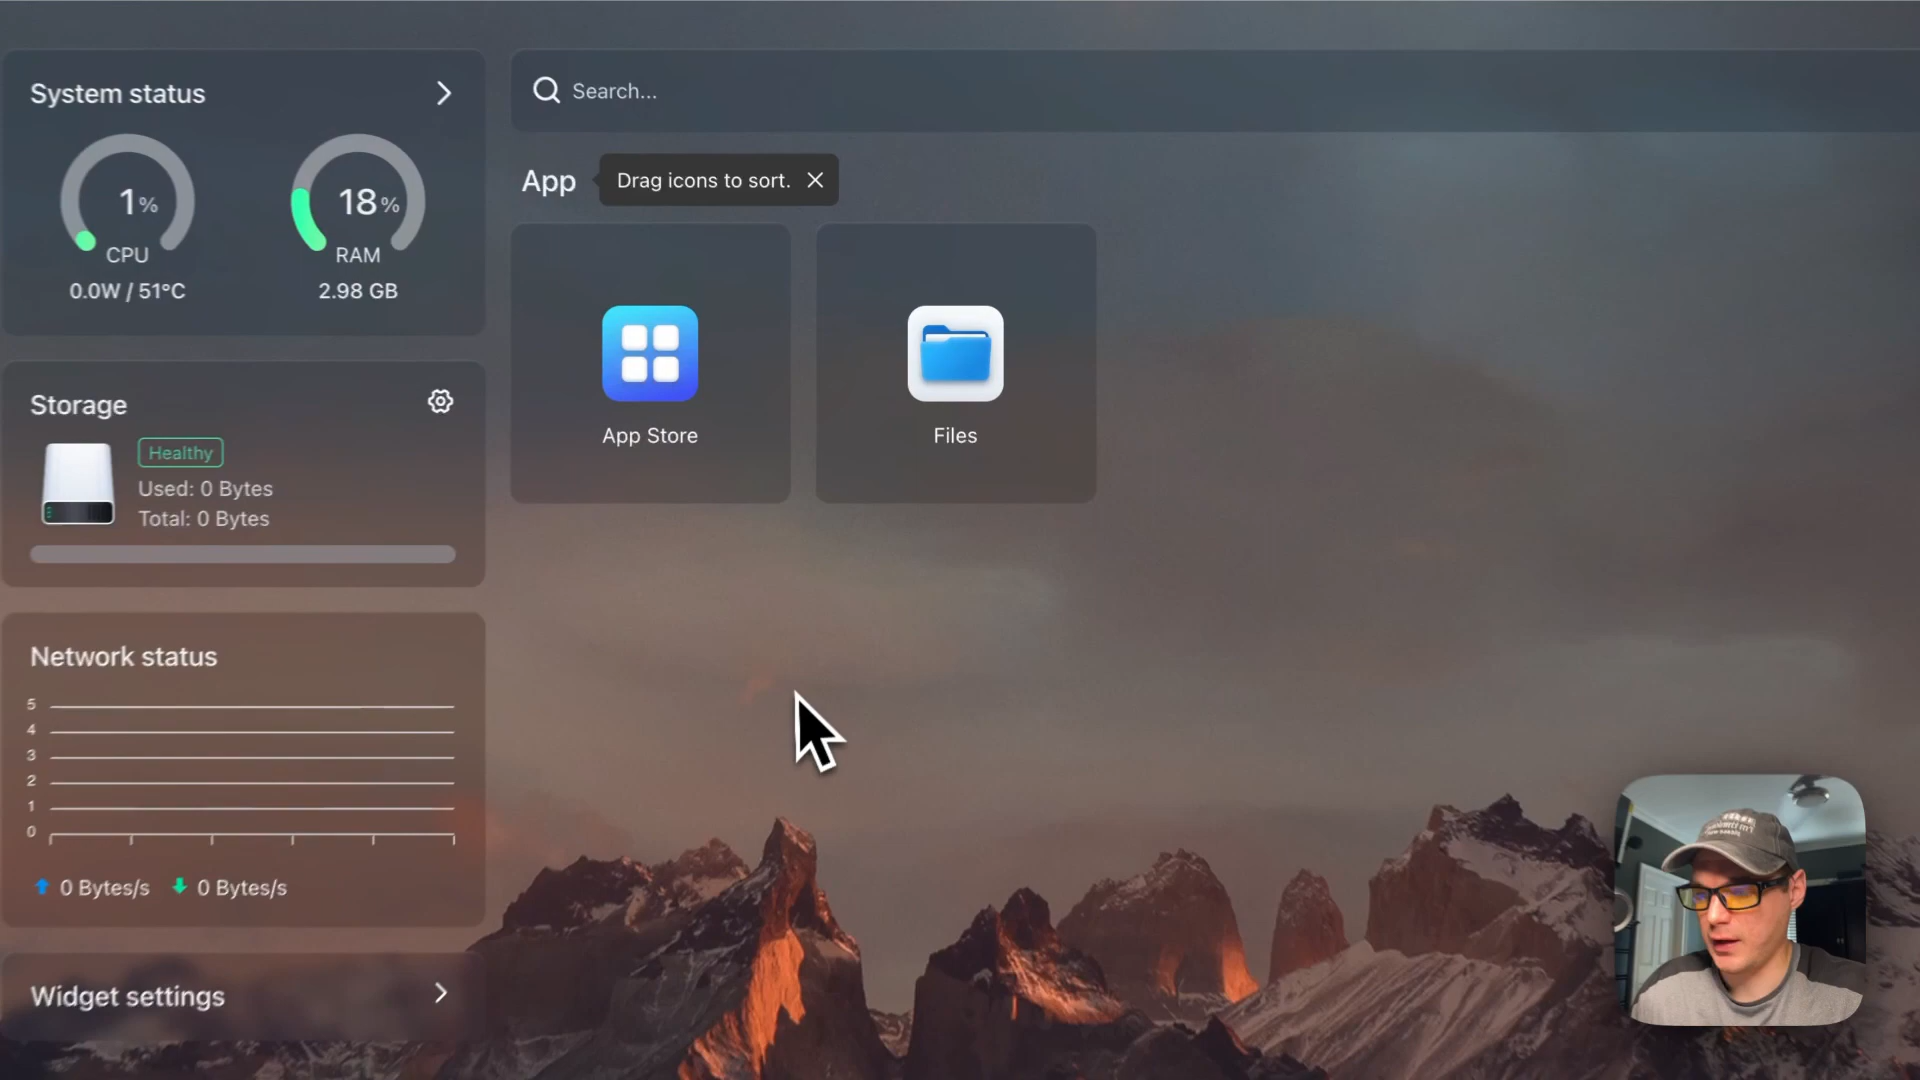 System status
1%
CPU
0.0W / 51°C
18%
RAM
2.98 GB
Storage
Healthy
Used: 0 Bytes
Total: 0 Bytes
Network status
5
4
3
2
1
0
0 Bytes/s
0 Bytes/s
Widget settings
Search...
App
Drag icons to sort.
App Store
Files